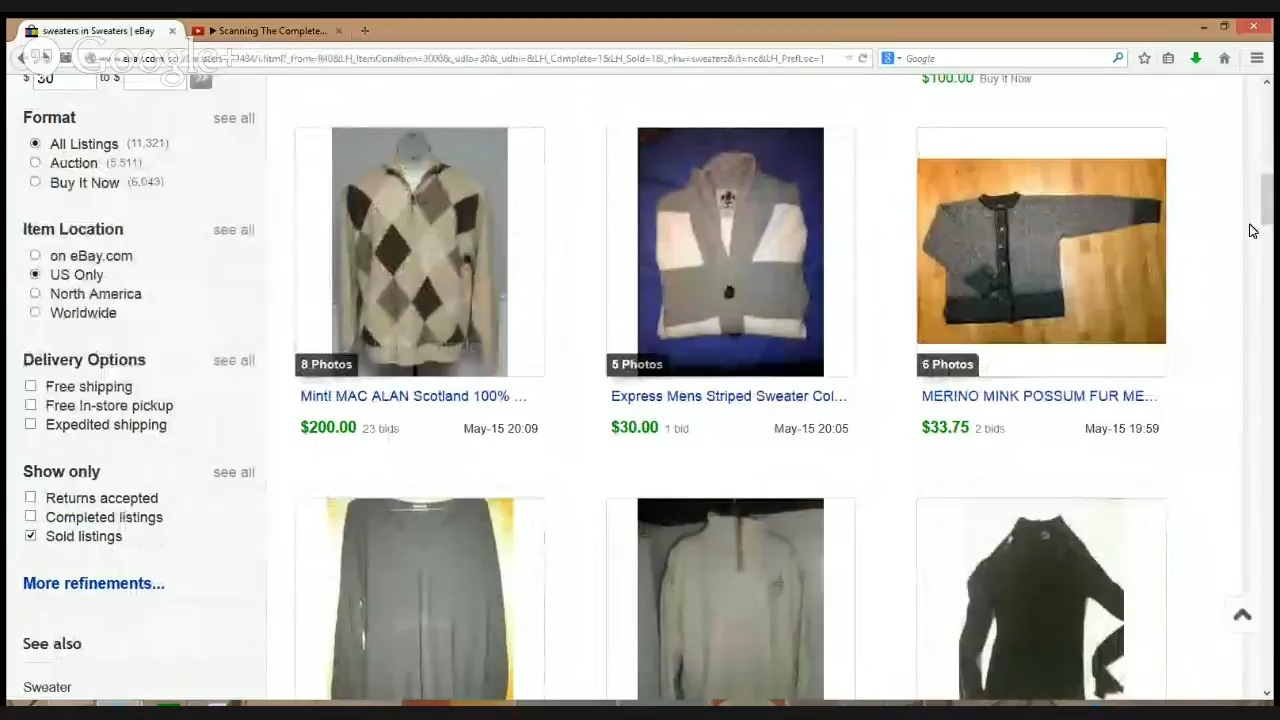 sweaters in Sweaters | eBay
Scanning The Complete...
Google+
Google
$ 30 to $
$100.00 Buy It Now
Format see all
All Listings (11,321)
Auction (5,511)
Buy It Now (6,043)
Item Location see all
on eBay.com
US Only
North America
Worldwide
Delivery Options see all
Free shipping
Free In-store pickup
Expedited shipping
Show only see all
Returns accepted
Completed listings
Sold listings
More refinements...
See also
Sweater
8 Photos
Mint! MAC ALAN Scotland 100% ...
$200.00 23 bids May-15 20:09
5 Photos
Express Mens Striped Sweater Col...
$30.00 1 bid May-15 20:05
6 Photos
MERINO MINK POSSUM FUR ME...
$33.75 2 bids May-15 19:59